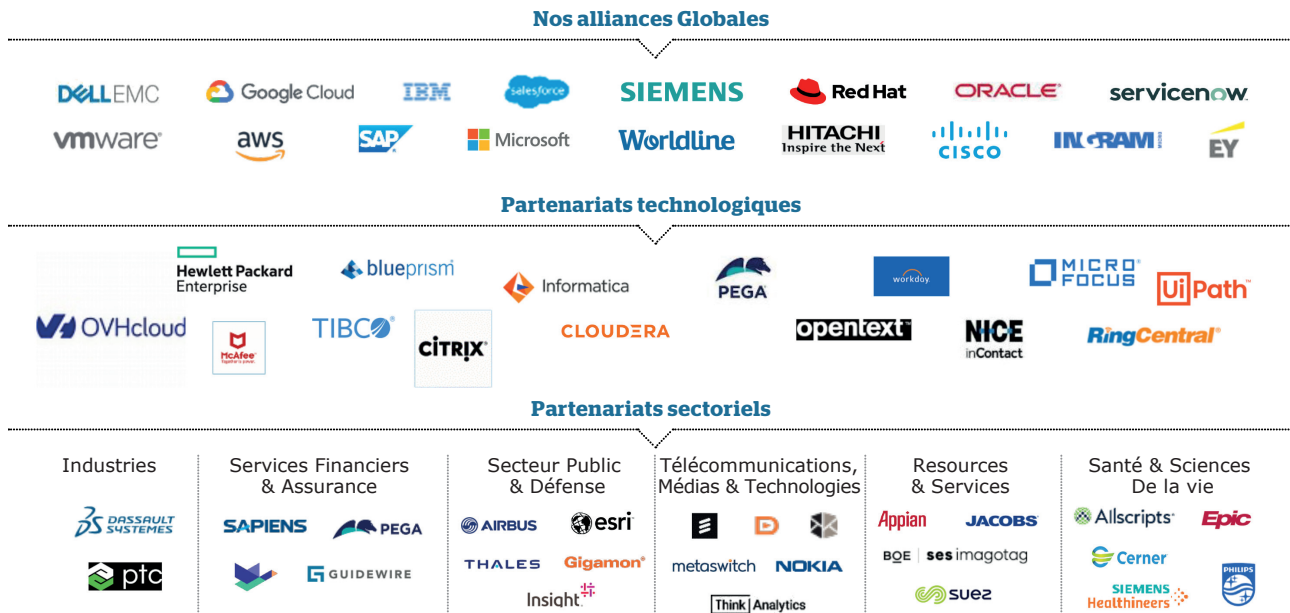 Nos alliances Globales
DELLEMC
Google Cloud
IBM
salesforce
SIEMENS
Red Hat
ORACLE
servicenow
vmware
aws
SAP
Microsoft
Worldline
HITACHI
Inspire the Next
CISCO
INGRAM
EY
Partenariats technologiques
Hewlett Packard
Enterprise
blueprism
Informatica
PEGA
workday
MICRO
FOCUS
UiPath
OVHcloud
McAfee
TIBCO
CITRIX
CLOUDERA
opentext
NICE
inContact
RingCentral
Partenariats sectoriels
Industries
DASSAULT
SYSTEMES
ptc
Services Financiers
& Assurance
SAPIENS
PEGA
GUIDEWIRE
Secteur Public
& Défense
AIRBUS
esri
THALES
Gigamon
Insight
Télécommunications,
Médias & Technologies
metaswitch
NOKIA
Think Analytics
Resources
& Services
Appian
JACOBS
BOE
ses imagotag
suez
Santé & Sciences
De la vie
Allscripts
Epic
Cerner
SIEMENS
Healthineers
PHILIPS